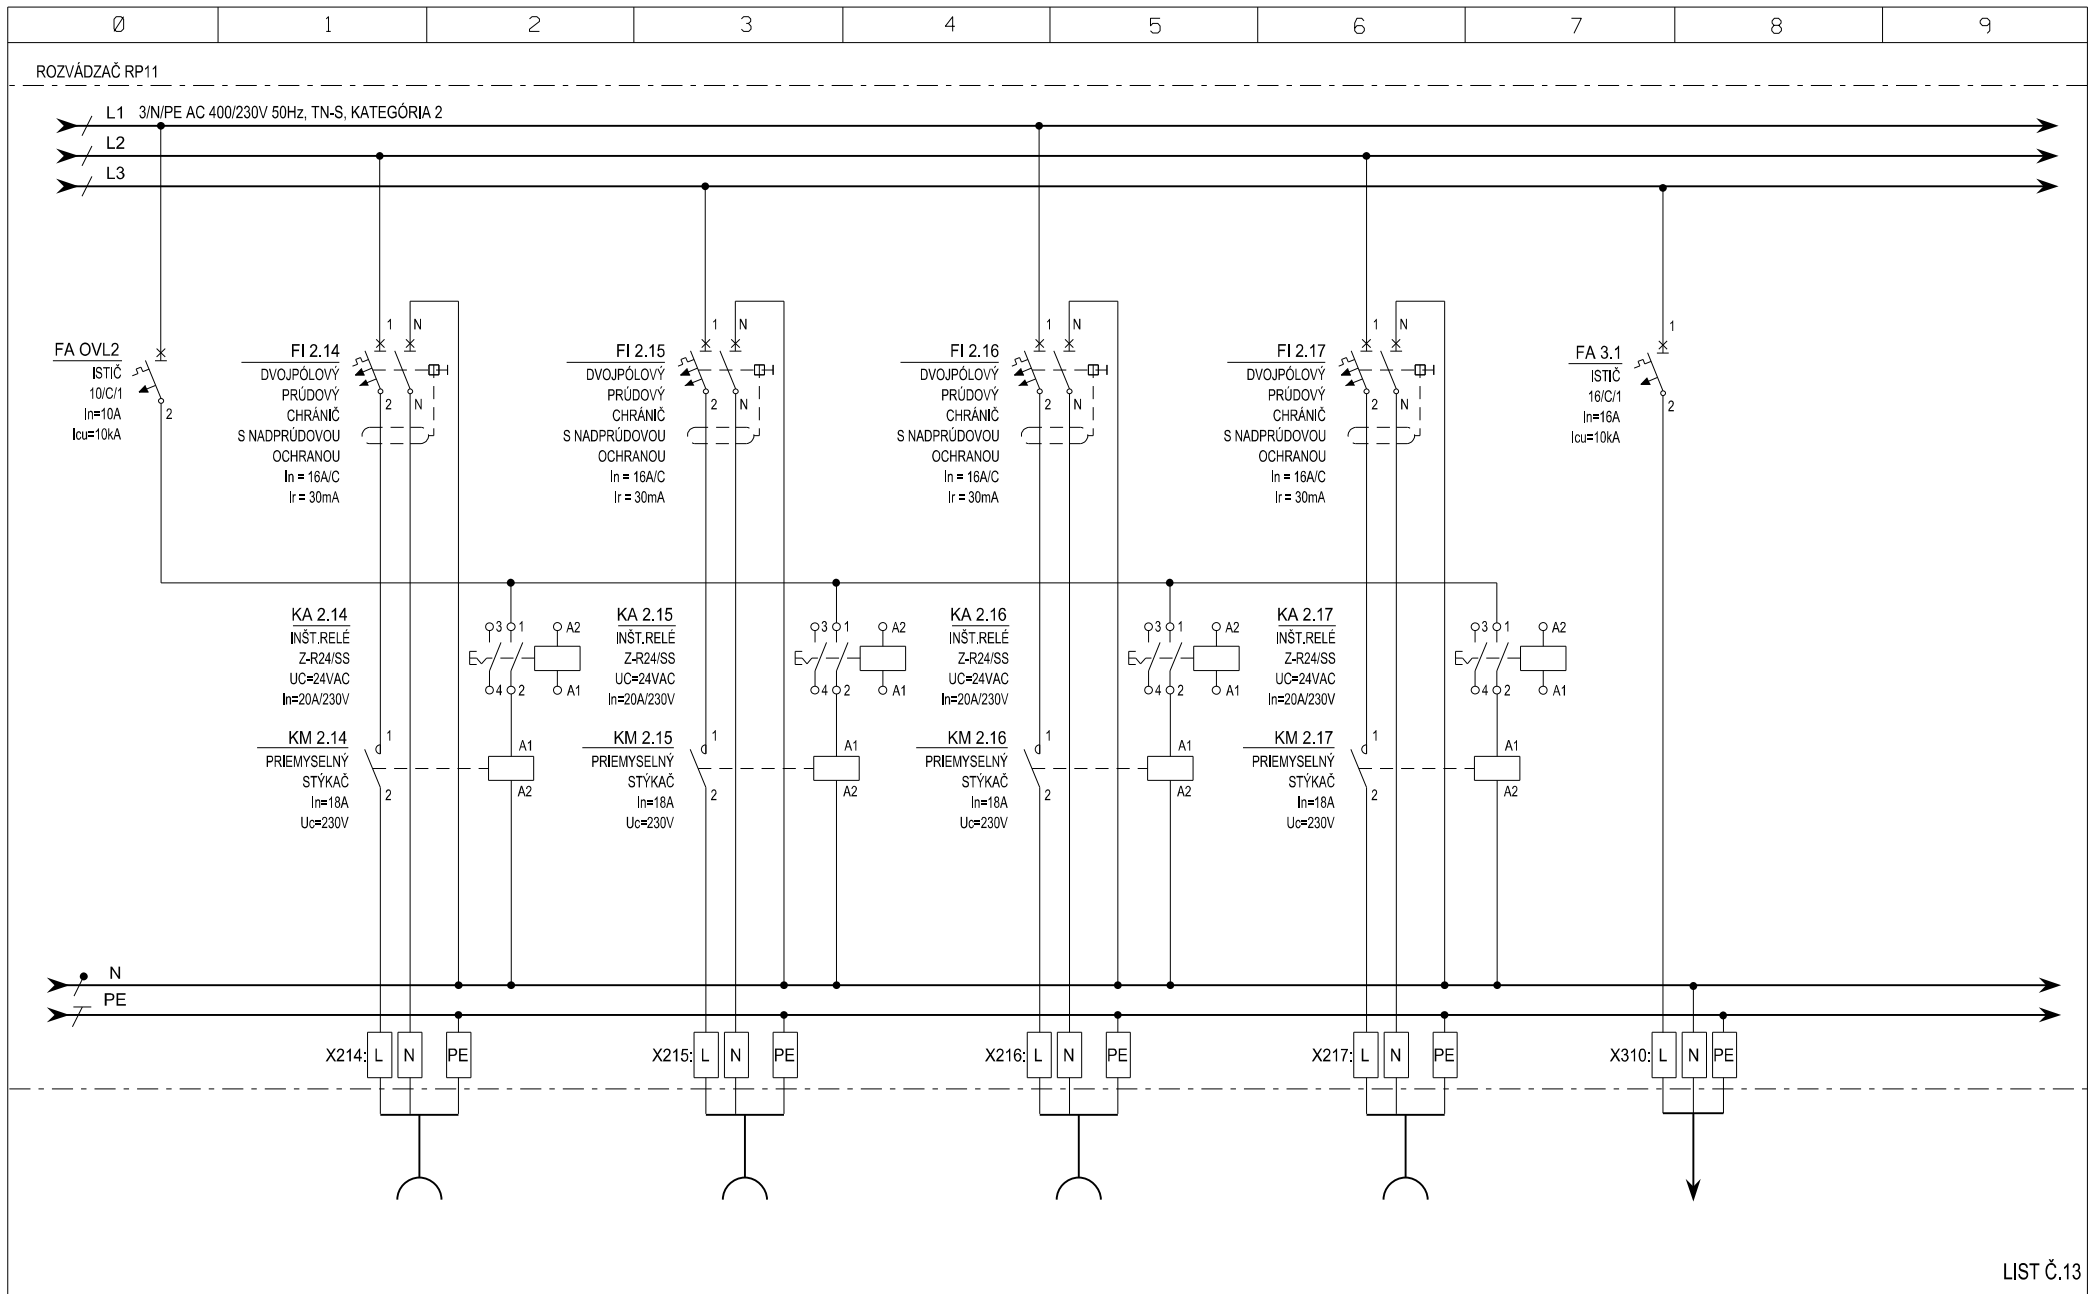 Ø 1 2 3 4 5 6 7 8 9
ROZVÁDZAČ RP11
L1 3/N/PE AC 400/230V 50Hz, TN-S, KATEGÓRIA 2
L2
L3
FA OVL2
ISTIČ
10/C/1
In=10A
Icu=10kA
2
FI 2.14
DVOJPÓLOVÝ
PRÚDOVÝ
CHRÁNIČ
S NADPRÚDOVOU
OCHRANOU
In = 16A/C
Ir = 30mA
1 N
2 N
FI 2.15
DVOJPÓLOVÝ
PRÚDOVÝ
CHRÁNIČ
S NADPRÚDOVOU
OCHRANOU
In = 16A/C
Ir = 30mA
1 N
2 N
FI 2.16
DVOJPÓLOVÝ
PRÚDOVÝ
CHRÁNIČ
S NADPRÚDOVOU
OCHRANOU
In = 16A/C
Ir = 30mA
1 N
2 N
FI 2.17
DVOJPÓLOVÝ
PRÚDOVÝ
CHRÁNIČ
S NADPRÚDOVOU
OCHRANOU
In = 16A/C
Ir = 30mA
1 N
2 N
FA 3.1
ISTIČ
16/C/1
In=16A
Icu=10kA
1
2
KA 2.14
INŠT.RELÉ
Z-R24/SS
UC=24VAC
In=20A/230V
3 1 A2
4 2 A1
KA 2.15
INŠT.RELÉ
Z-R24/SS
UC=24VAC
In=20A/230V
3 1 A2
4 2 A1
KA 2.16
INŠT.RELÉ
Z-R24/SS
UC=24VAC
In=20A/230V
3 1 A2
4 2 A1
KA 2.17
INŠT.RELÉ
Z-R24/SS
UC=24VAC
In=20A/230V
3 1 A2
4 2 A1
KM 2.14
PRIEMYSELNÝ
STÝKAČ
In=18A
Uc=230V
1 A1
2 A2
KM 2.15
PRIEMYSELNÝ
STÝKAČ
In=18A
Uc=230V
1 A1
2 A2
KM 2.16
PRIEMYSELNÝ
STÝKAČ
In=18A
Uc=230V
1 A1
2 A2
KM 2.17
PRIEMYSELNÝ
STÝKAČ
In=18A
Uc=230V
1 A1
2 A2
N
PE
X214: L N PE
X215: L N PE
X216: L N PE
X217: L N PE
X310: L N PE
LIST Č.13